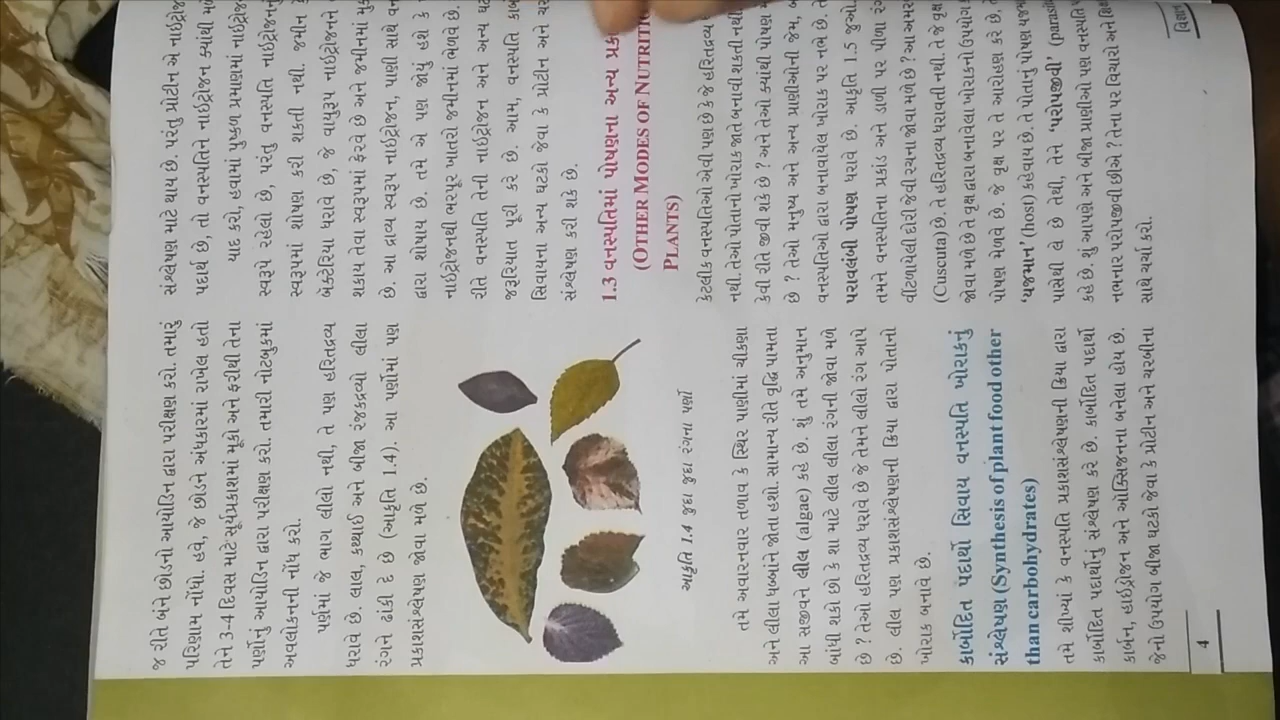 જ રીતે બંને છોડનો આયોડિન દ્વારા પરીક્ષણ કરો. તમારું
પરિણામ નોંધો. હવે, જે છોડને અંધકારમાં રાખેલ હતો
તેને 3-4 દિવસ માટે સૂર્યપ્રકાશમાં મૂકો અને ફરીથી તેના
પર્ણોનું આયોડિન દ્વારા પરીક્ષણ કરો. તમારી નોટબુકમાં
અવલોકનની નોંધ કરો.
પર્ણમાં જે ભાગ લીલો નથી, તે પણ હરિતદ્રવ્ય
ધરાવે છે. લાલ, કથ્થાઈ અને બીજા રંજકદ્રવ્યો લીલા
રંગને ઢાંકી દે છે (આકૃતિ 1.4). આ પર્ણોમાં પણ
પ્રકાશસંશ્લેષણ જોવા મળે છે.
આકૃતિ 1.4 જુદા જુદા રંગના પર્ણો
તમે અવારનવાર તળાવ કે સ્થિર પાણીમાં ચીકણા
અને લીલા ધબ્બાંને જોતા હશો. સામાન્ય રીતે વૃદ્ધિ પામતા
આ સજીવને લીલ (algae) કહે છે. શું તમે અનુમાન
બાંધી શકો છો કે શા માટે લીલ લીલા રંગની જોવા મળે
છે ? તેઓ હરિતદ્રવ્ય ધરાવે છે જે તેમને લીલો રંગ આપે
છે. લીલ પણ પ્રકાશસંશ્લેષણની ક્રિયા દ્વારા પોતાનો
ખોરાક બનાવે છે.
કાર્બોદિત પદાર્થો સિવાય વનસ્પતિ ખોરાકનું
સંશ્લેષણ (Synthesis of plant food other
than carbohydrates)
તમે શીખ્યાં કે વનસ્પતિ પ્રકાશસંશ્લેષણની ક્રિયા દ્વારા
કાર્બોદિત પદાર્થોનું સંશ્લેષણ કરે છે. કાર્બોદિત પદાર્થો
કાર્બન, હાઇડ્રોજન અને ઓક્સિજનના બનેલા હોય છે.
જેનો ઉપયોગ બીજા ઘટકો જેવા કે પ્રોટીન અને ચરબીના
4
સંશ્લેષણ માટે થાય છે. પરંતુ પ્રોટીન એ
પદાર્થ છે, તો વનસ્પતિને નાઇટ્રોજન ક્યાંથી
યાદ કરો, હવામાં પુષ્કળ પ્રમાણમાં
સ્વરૂપે રહેલો છે, પરંતુ વનસ્પતિ
સ્વરૂપમાં શોષણ કરી શકતી નથી. જમીન
બૅક્ટેરિયા ધરાવે છે, જે વાયુરૂપ નાઇટ્રોજનને
શકાય તેવા સ્વરૂપમાં ફેરવે છે અને જમીનમાં
છે. આ દ્રાવ્ય સ્વરૂપ નાઇટ્રોજન, પાણી સાથે
દ્વારા શોષાય છે. તમે એ પણ જોયું હશે કે
નાઇટ્રોજનથી ભરપૂર ખાતરો જમીનમાં ભેળવે છે.
રીતે વનસ્પતિ તેની નાઇટ્રોજન અને અન્ય
જરૂરિયાત પૂરી કરે છે. આમ, વનસ્પતિ
સિવાયના અન્ય ઘટકો જેવા કે પ્રોટીન અને
સંશ્લેષણ કરી શકે છે.
1.3 વનસ્પતિમાં પોષણના અન્ય
(OTHER MODES OF NUTRITI
PLANTS)
કેટલીક વનસ્પતિઓ એવી પણ છે કે જે હરિતદ્રવ્ય
નથી. તેઓ પોતાનો ખોરાક જાતે બનાવી શકતી
કેવી રીતે જીવી શકે છે ? અને તેઓ ક્યાંથી પોષણ
છે ? તેઓ મનુષ્ય અને અન્ય પ્રાણીઓની જેમ,
વનસ્પતિઓ દ્વારા બનાવાયેલ ખોરાક પર નભે છે.
પરાવલંબી પોષણ ધરાવે છે. આકૃતિ 1.5 જુઓ.
તમને વનસ્પતિના પ્રકાંડ અને ડાળી પર પીળા
વીંટળાયેલી દોરી જેવી રચના જોવા મળે છે ?
(Cuscuta) છે. તે હરિતદ્રવ્ય ધરાવતી નથી. તે જે વૃક્ષ
જોવા મળે છે તે વૃક્ષ દ્વારા બનાવેલા ખોરાકનો ઉપયોગ
પોષણ મેળવે છે. જે વૃક્ષ પર તે આરોહણ કરે છે,
'યજમાન' (host) કહેવાય છે. તે પોતાનું પોષણ
પાસેથી લે છે તેથી, તેને 'પરોપજીવી'
કહે છે. શું આપણે અને બીજા પ્રાણીઓ પણ વનસ્પતિ
નભનાર પરોપજીવી છીએ ? તેના પર વિચારો અને
સાથે ચર્ચા કરો.
વિજ્ઞાન